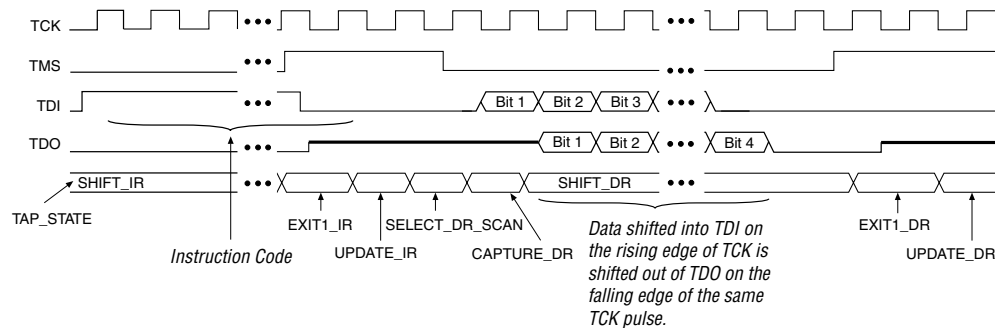 TCK
TMS
TDI
Bit 1 Bit 2 Bit 3
TDO
Bit 1 Bit 2 Bit 4
SHIFT_IR SHIFT_DR
TAP_STATE
EXIT1_IR SELECT_DR_SCAN
UPDATE_IR CAPTURE_DR
EXIT1_DR
UPDATE_DR
Instruction Code
Data shifted into TDI on
the rising edge of TCK is
shifted out of TDO on the
falling edge of the same
TCK pulse.